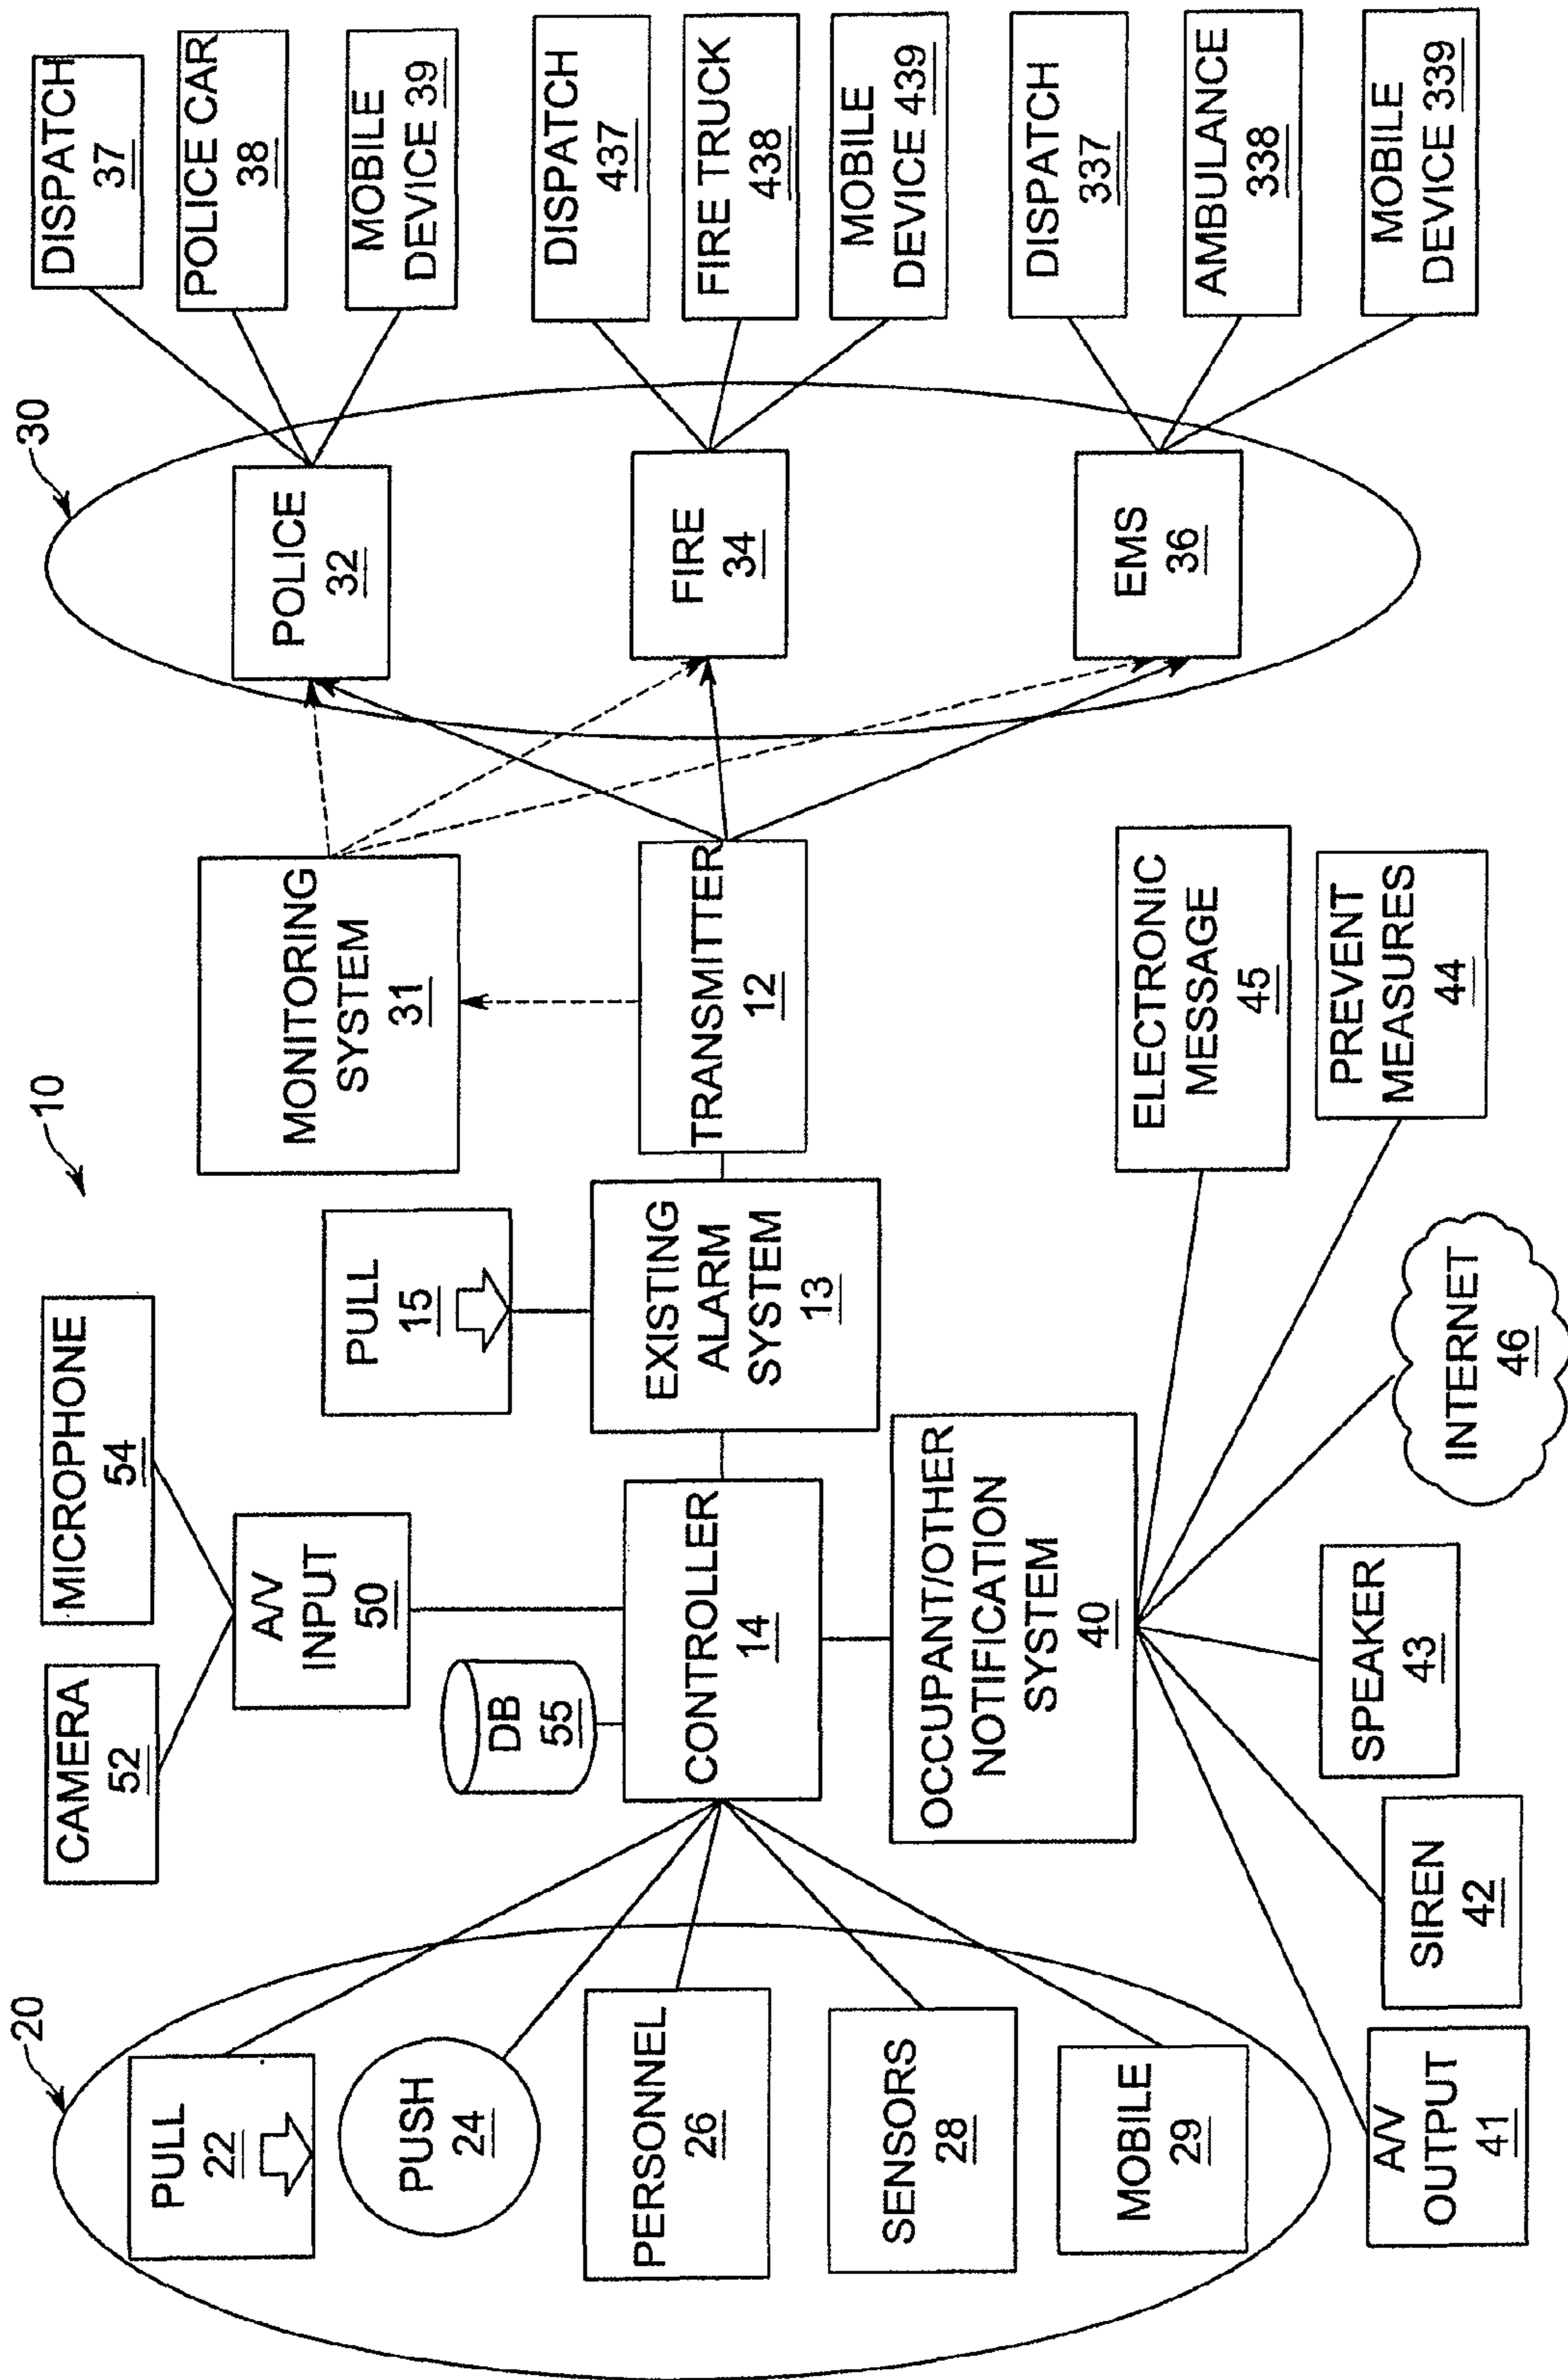 10
20
PULL
22
PUSH
24
PERSONNEL
26
SENSORS
28
MOBILE
29
CAMERA
52
MICROPHONE
54
A/V
INPUT
50
DB
55
CONTROLLER
14
PULL
15
EXISTING
ALARM
SYSTEM
13
MONITORING
SYSTEM
31
TRANSMITTER
12
OCCUPANT/OTHER
NOTIFICATION
SYSTEM
40
A/V
OUTPUT
41
SIREN
42
SPEAKER
43
INTERNET
46
ELECTRONIC
MESSAGE
45
PREVENT
MEASURES
44
30
POLICE
32
FIRE
34
EMS
36
DISPATCH
37
POLICE CAR
38
MOBILE
DEVICE 39
DISPATCH
437
FIRE TRUCK
438
MOBILE
DEVICE 439
DISPATCH
337
AMBULANCE
338
MOBILE
DEVICE 339